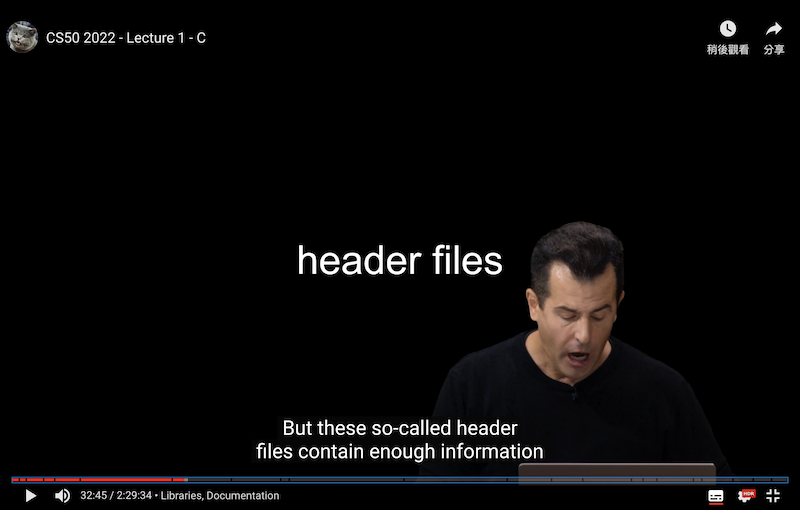 CS50 2022 - Lecture 1 - C
稍後觀看
分享
header files
But these so-called header
files contain enough information
32:45 / 2:29:34 • Libraries, Documentation
HDR